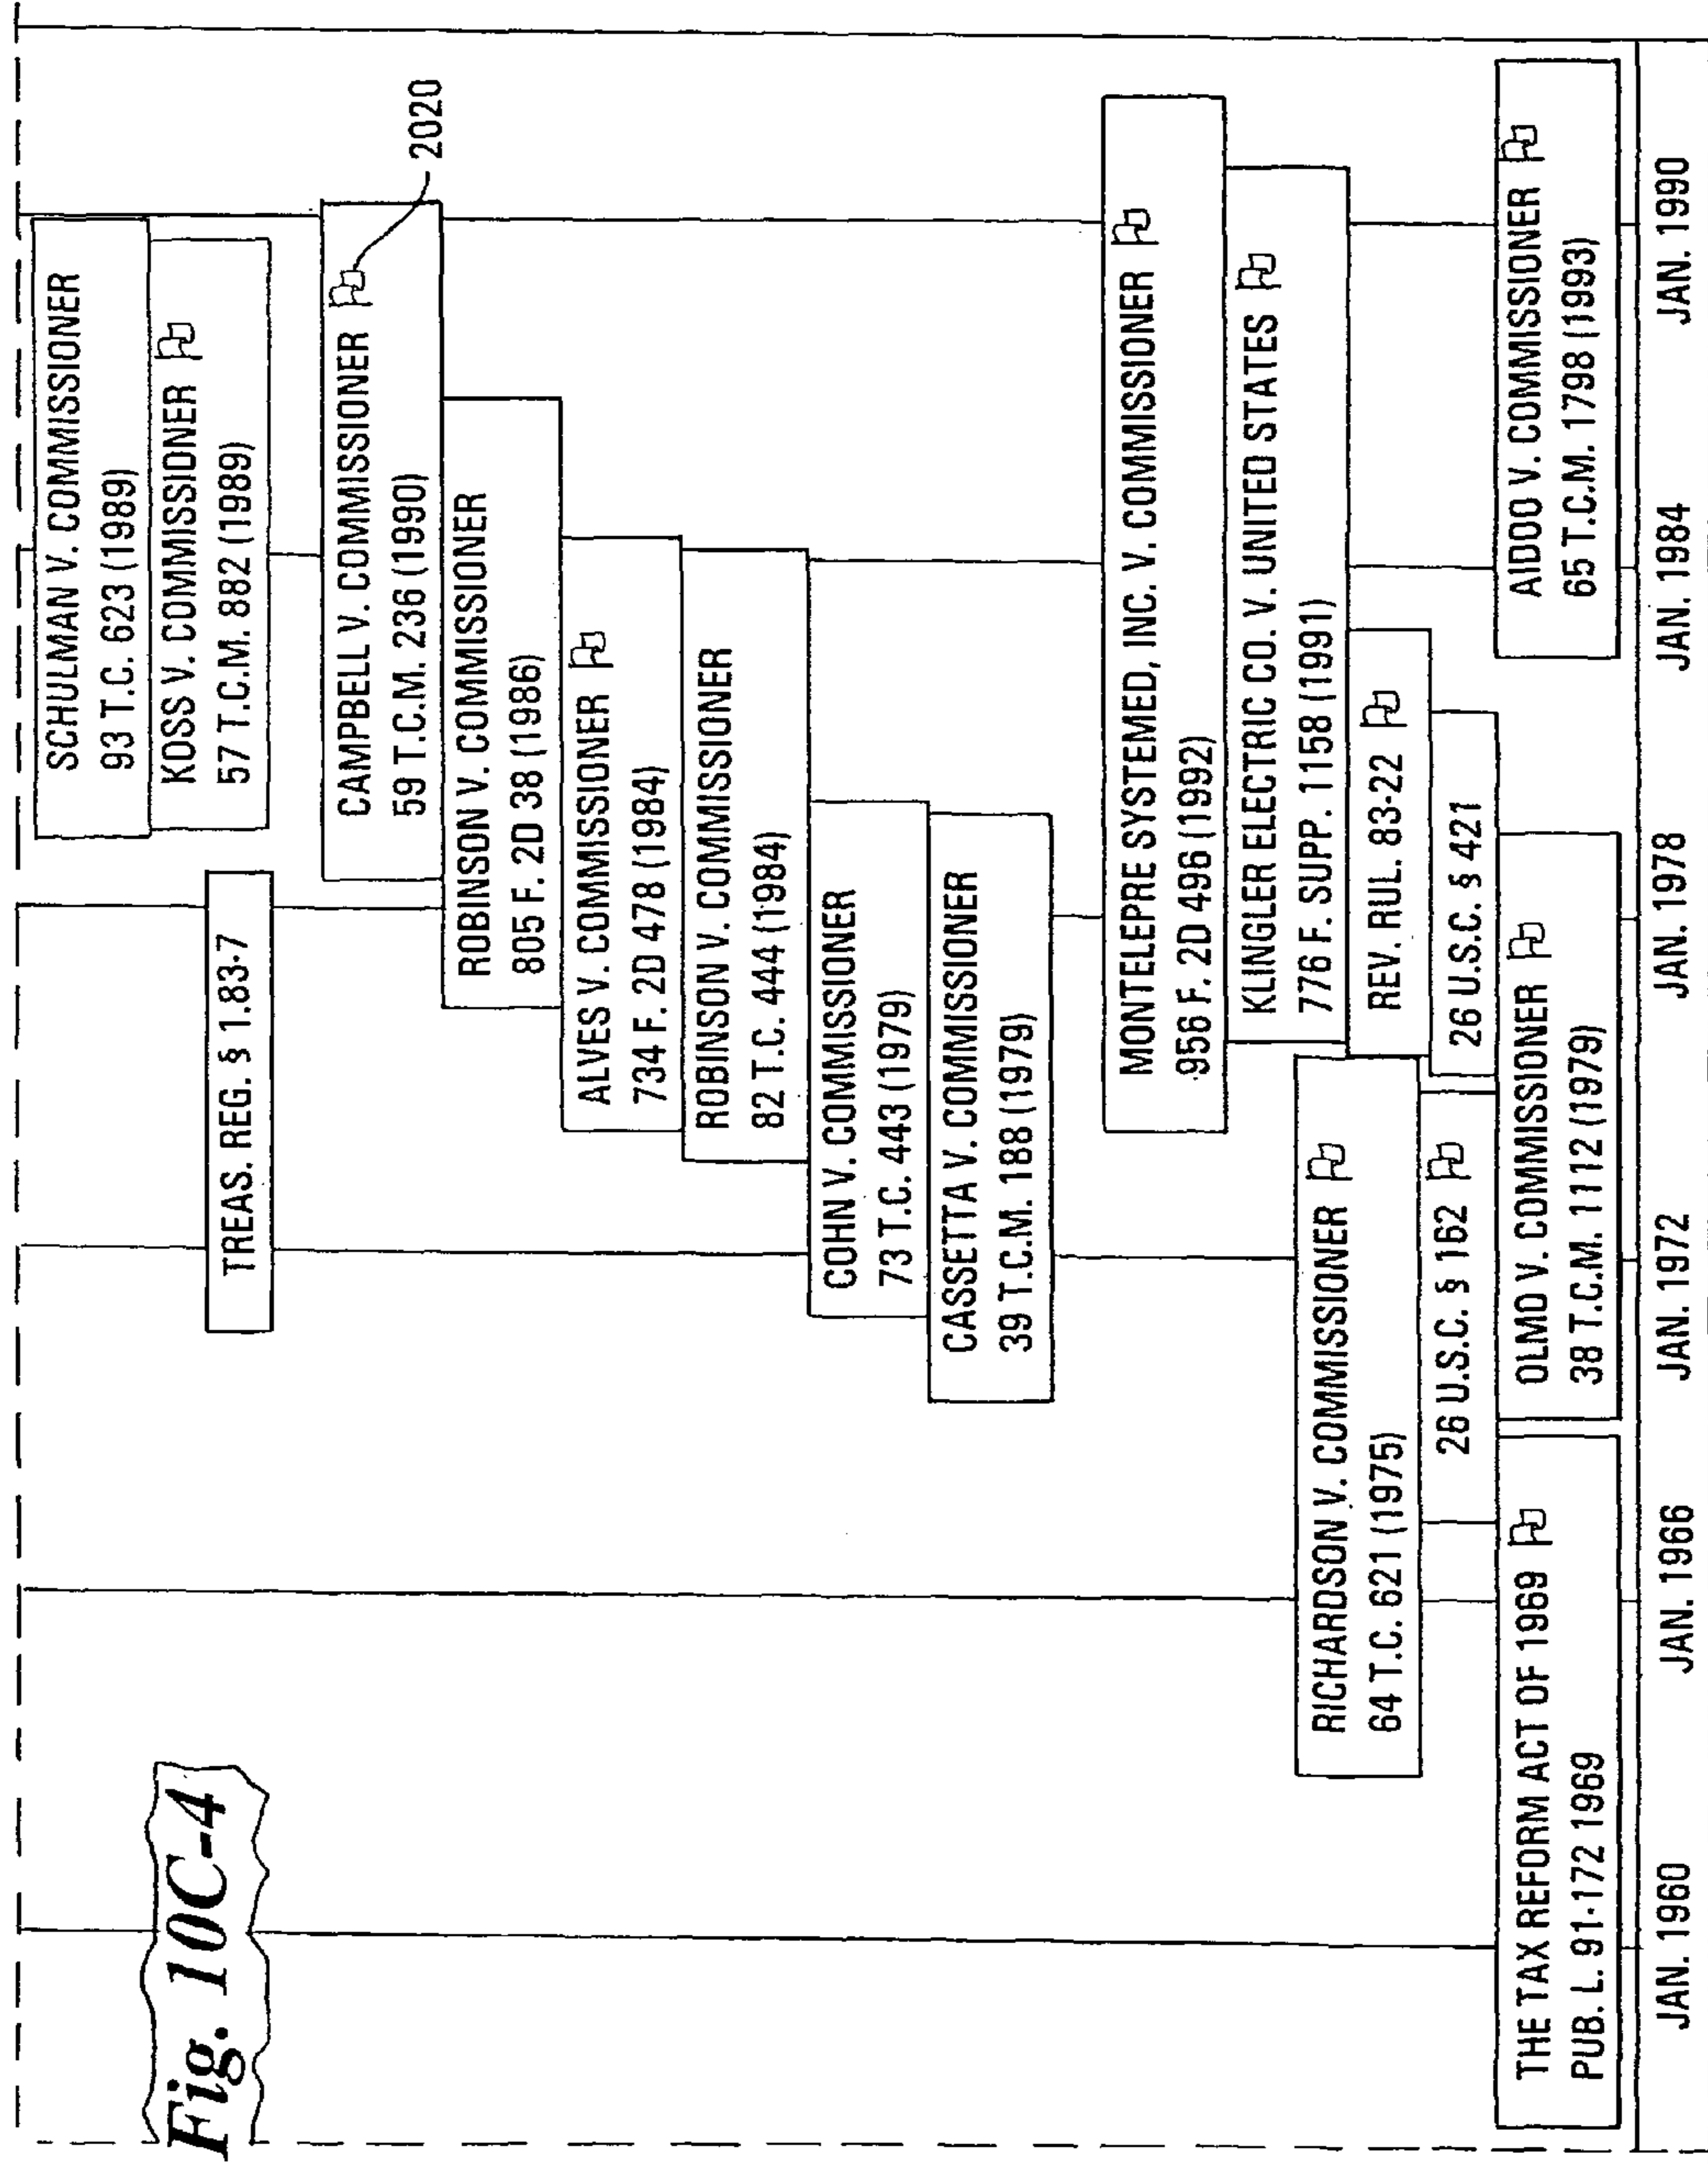 SCHULMAN V. COMMISSIONER
93 T.C. 623 (1989)
KOSS V. COMMISSIONER
57 T.C.M. 882 (1989)
Fig. 10C-4
TREAS. REG. § 1.83-7
CAMPBELL V. COMMISSIONER
59 T.C.M. 236 (1990)
2020
ROBINSON V. COMMISSIONER
805 F. 2D 38 (1986)
ALVES V. COMMISSIONER
734 F. 2D 478 (1984)
ROBINSON V. COMMISSIONER
82 T.C. 444 (1984)
COHN V. COMMISSIONER
73 T.C. 443 (1979)
CASSETTA V. COMMISSIONER
39 T.C.M. 188 (1979)
MONTELEPRE SYSTEMED, INC. V. COMMISSIONER
956 F. 2D 496 (1992)
KLINGLER ELECTRIC CO. V. UNITED STATES
776 F. SUPP. 1158 (1991)
RICHARDSON V. COMMISSIONER
64 T.C. 621 (1975)
REV. RUL. 83-22
26 U.S.C. § 162
26 U.S.C. § 421
THE TAX REFORM ACT OF 1969
PUB. L. 91-172 1969
OLMO V. COMMISSIONER
38 T.C.M. 1112 (1979)
AIDOO V. COMMISSIONER
65 T.C.M. 1798 (1993)
JAN. 1960 JAN. 1966 JAN. 1972 JAN. 1978 JAN. 1984 JAN. 1990